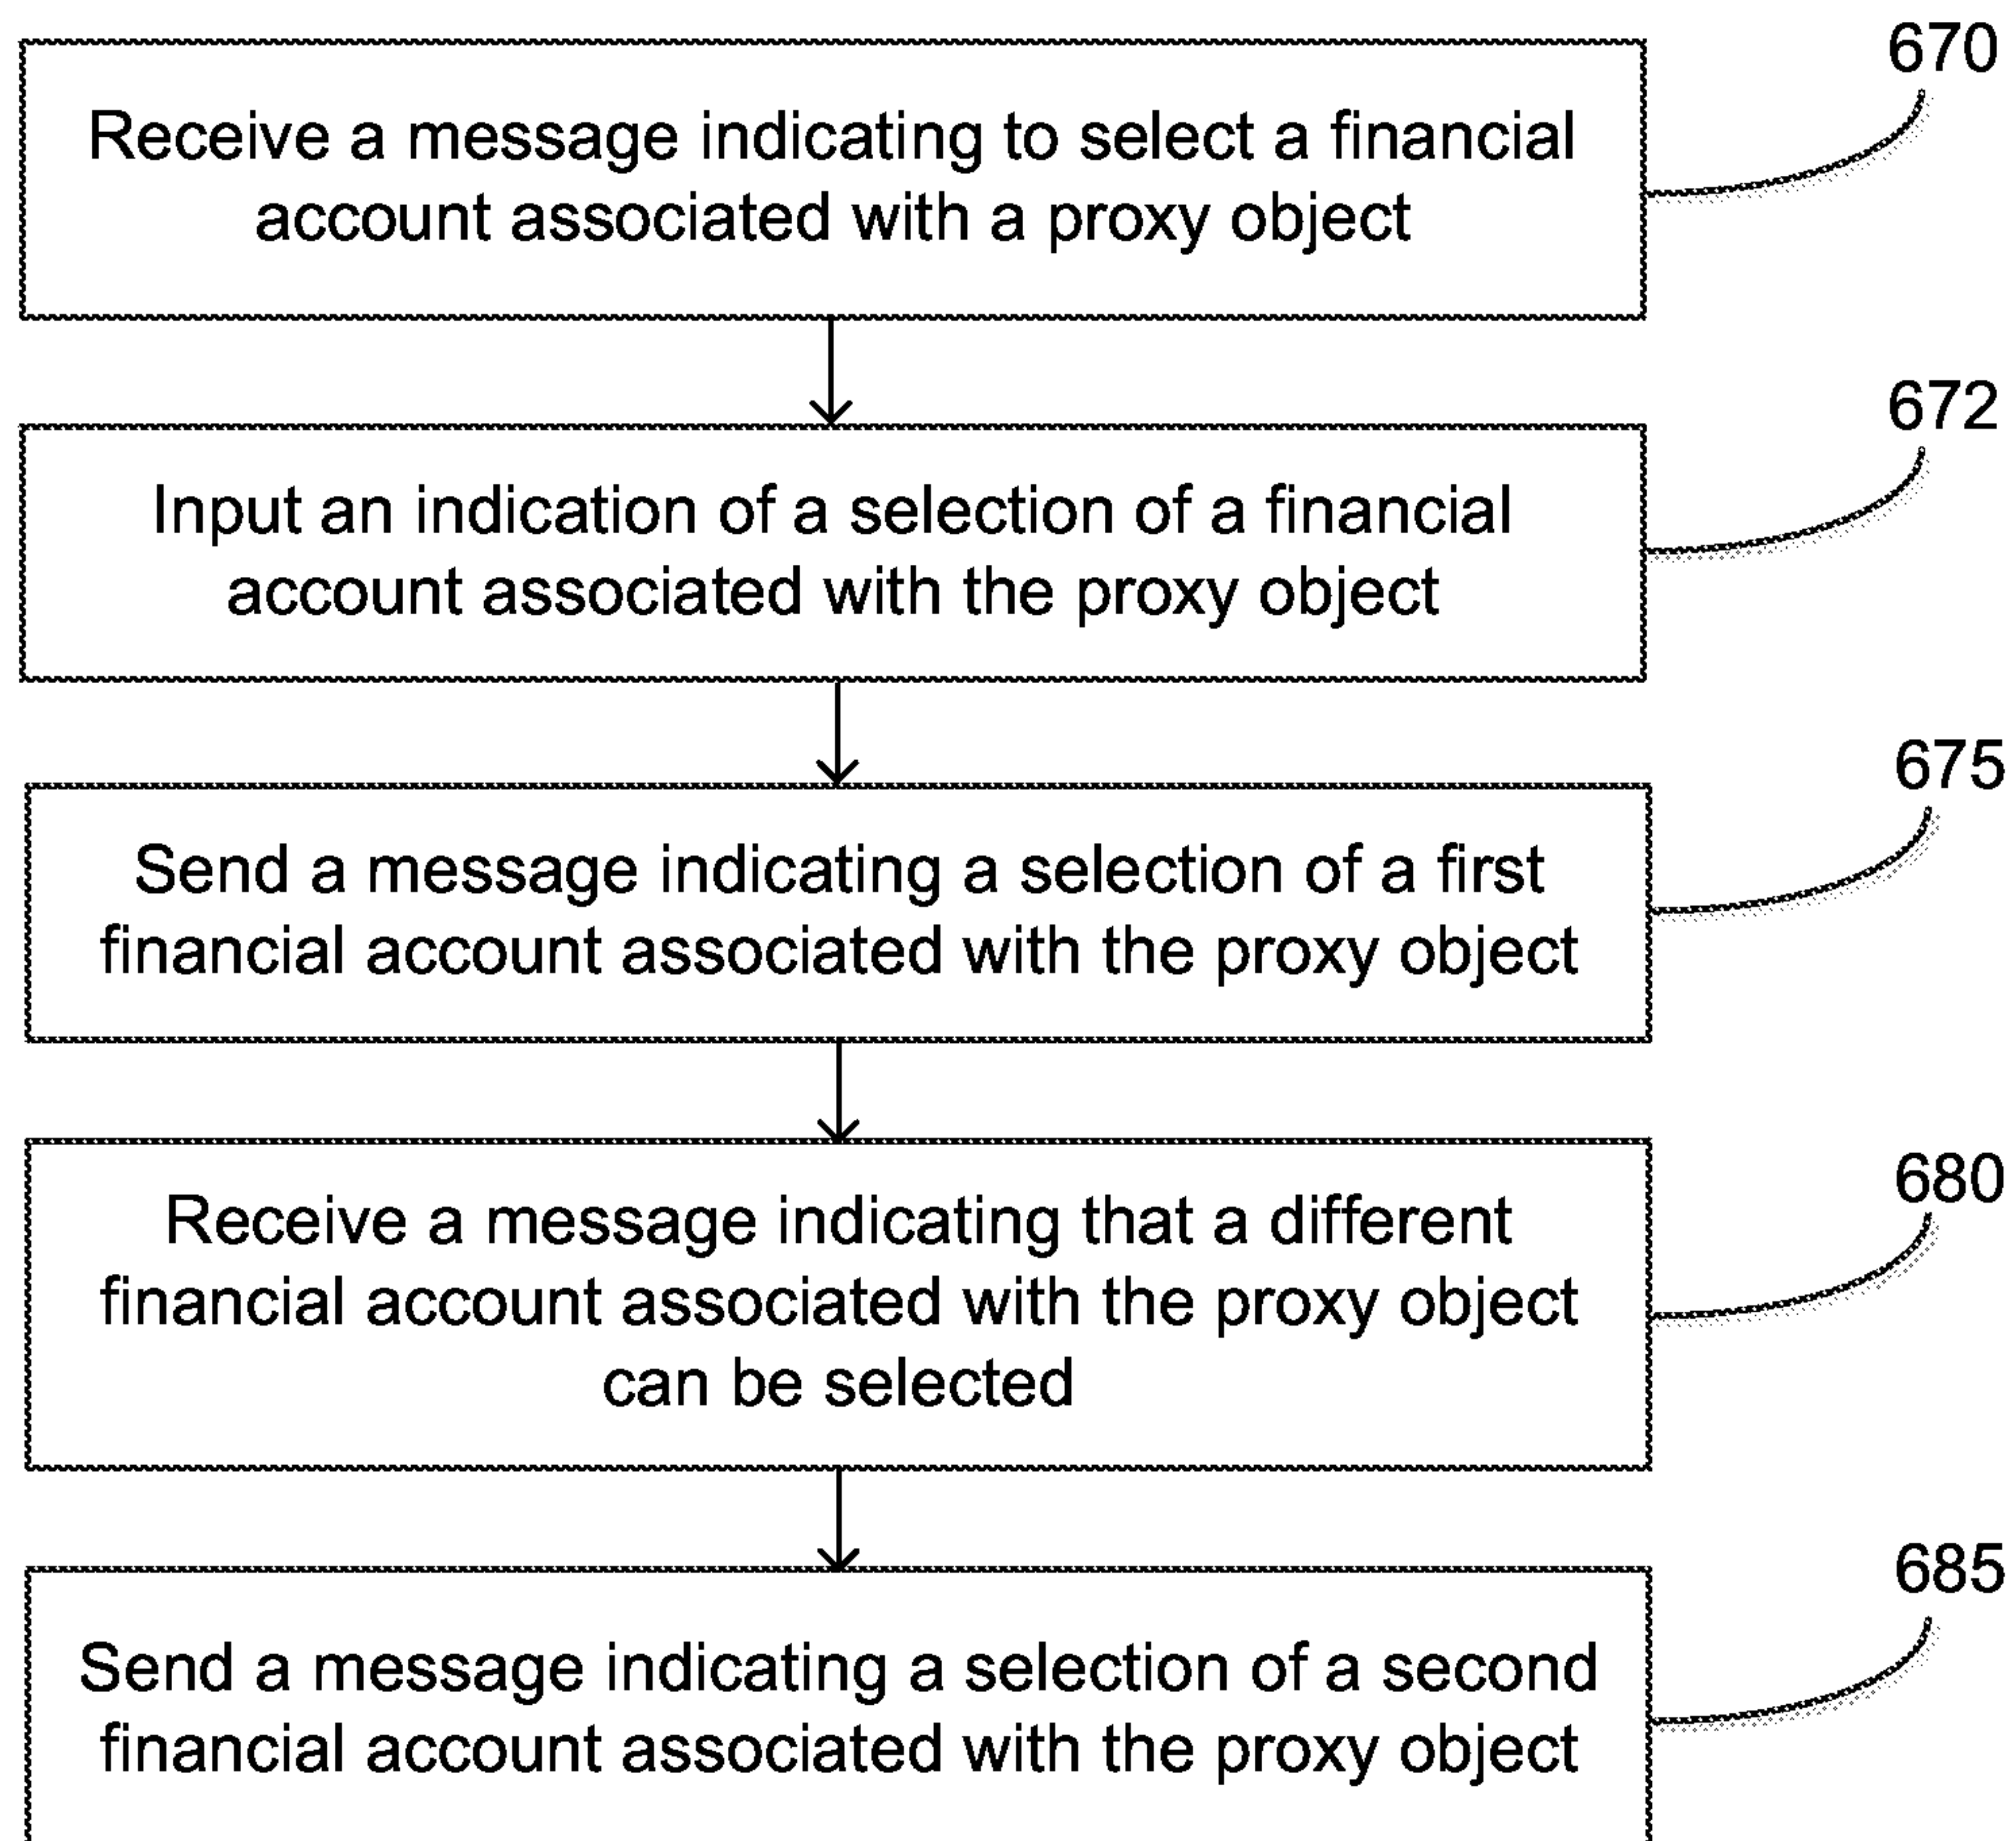 670
Receive a message indicating to select a financial
account associated with a proxy object
672
Input an indication of a selection of a financial
account associated with the proxy object
675
Send a message indicating a selection of a first
financial account associated with the proxy object
680
Receive a message indicating that a different
financial account associated with the proxy object
can be selected
685
Send a message indicating a selection of a second
financial account associated with the proxy object